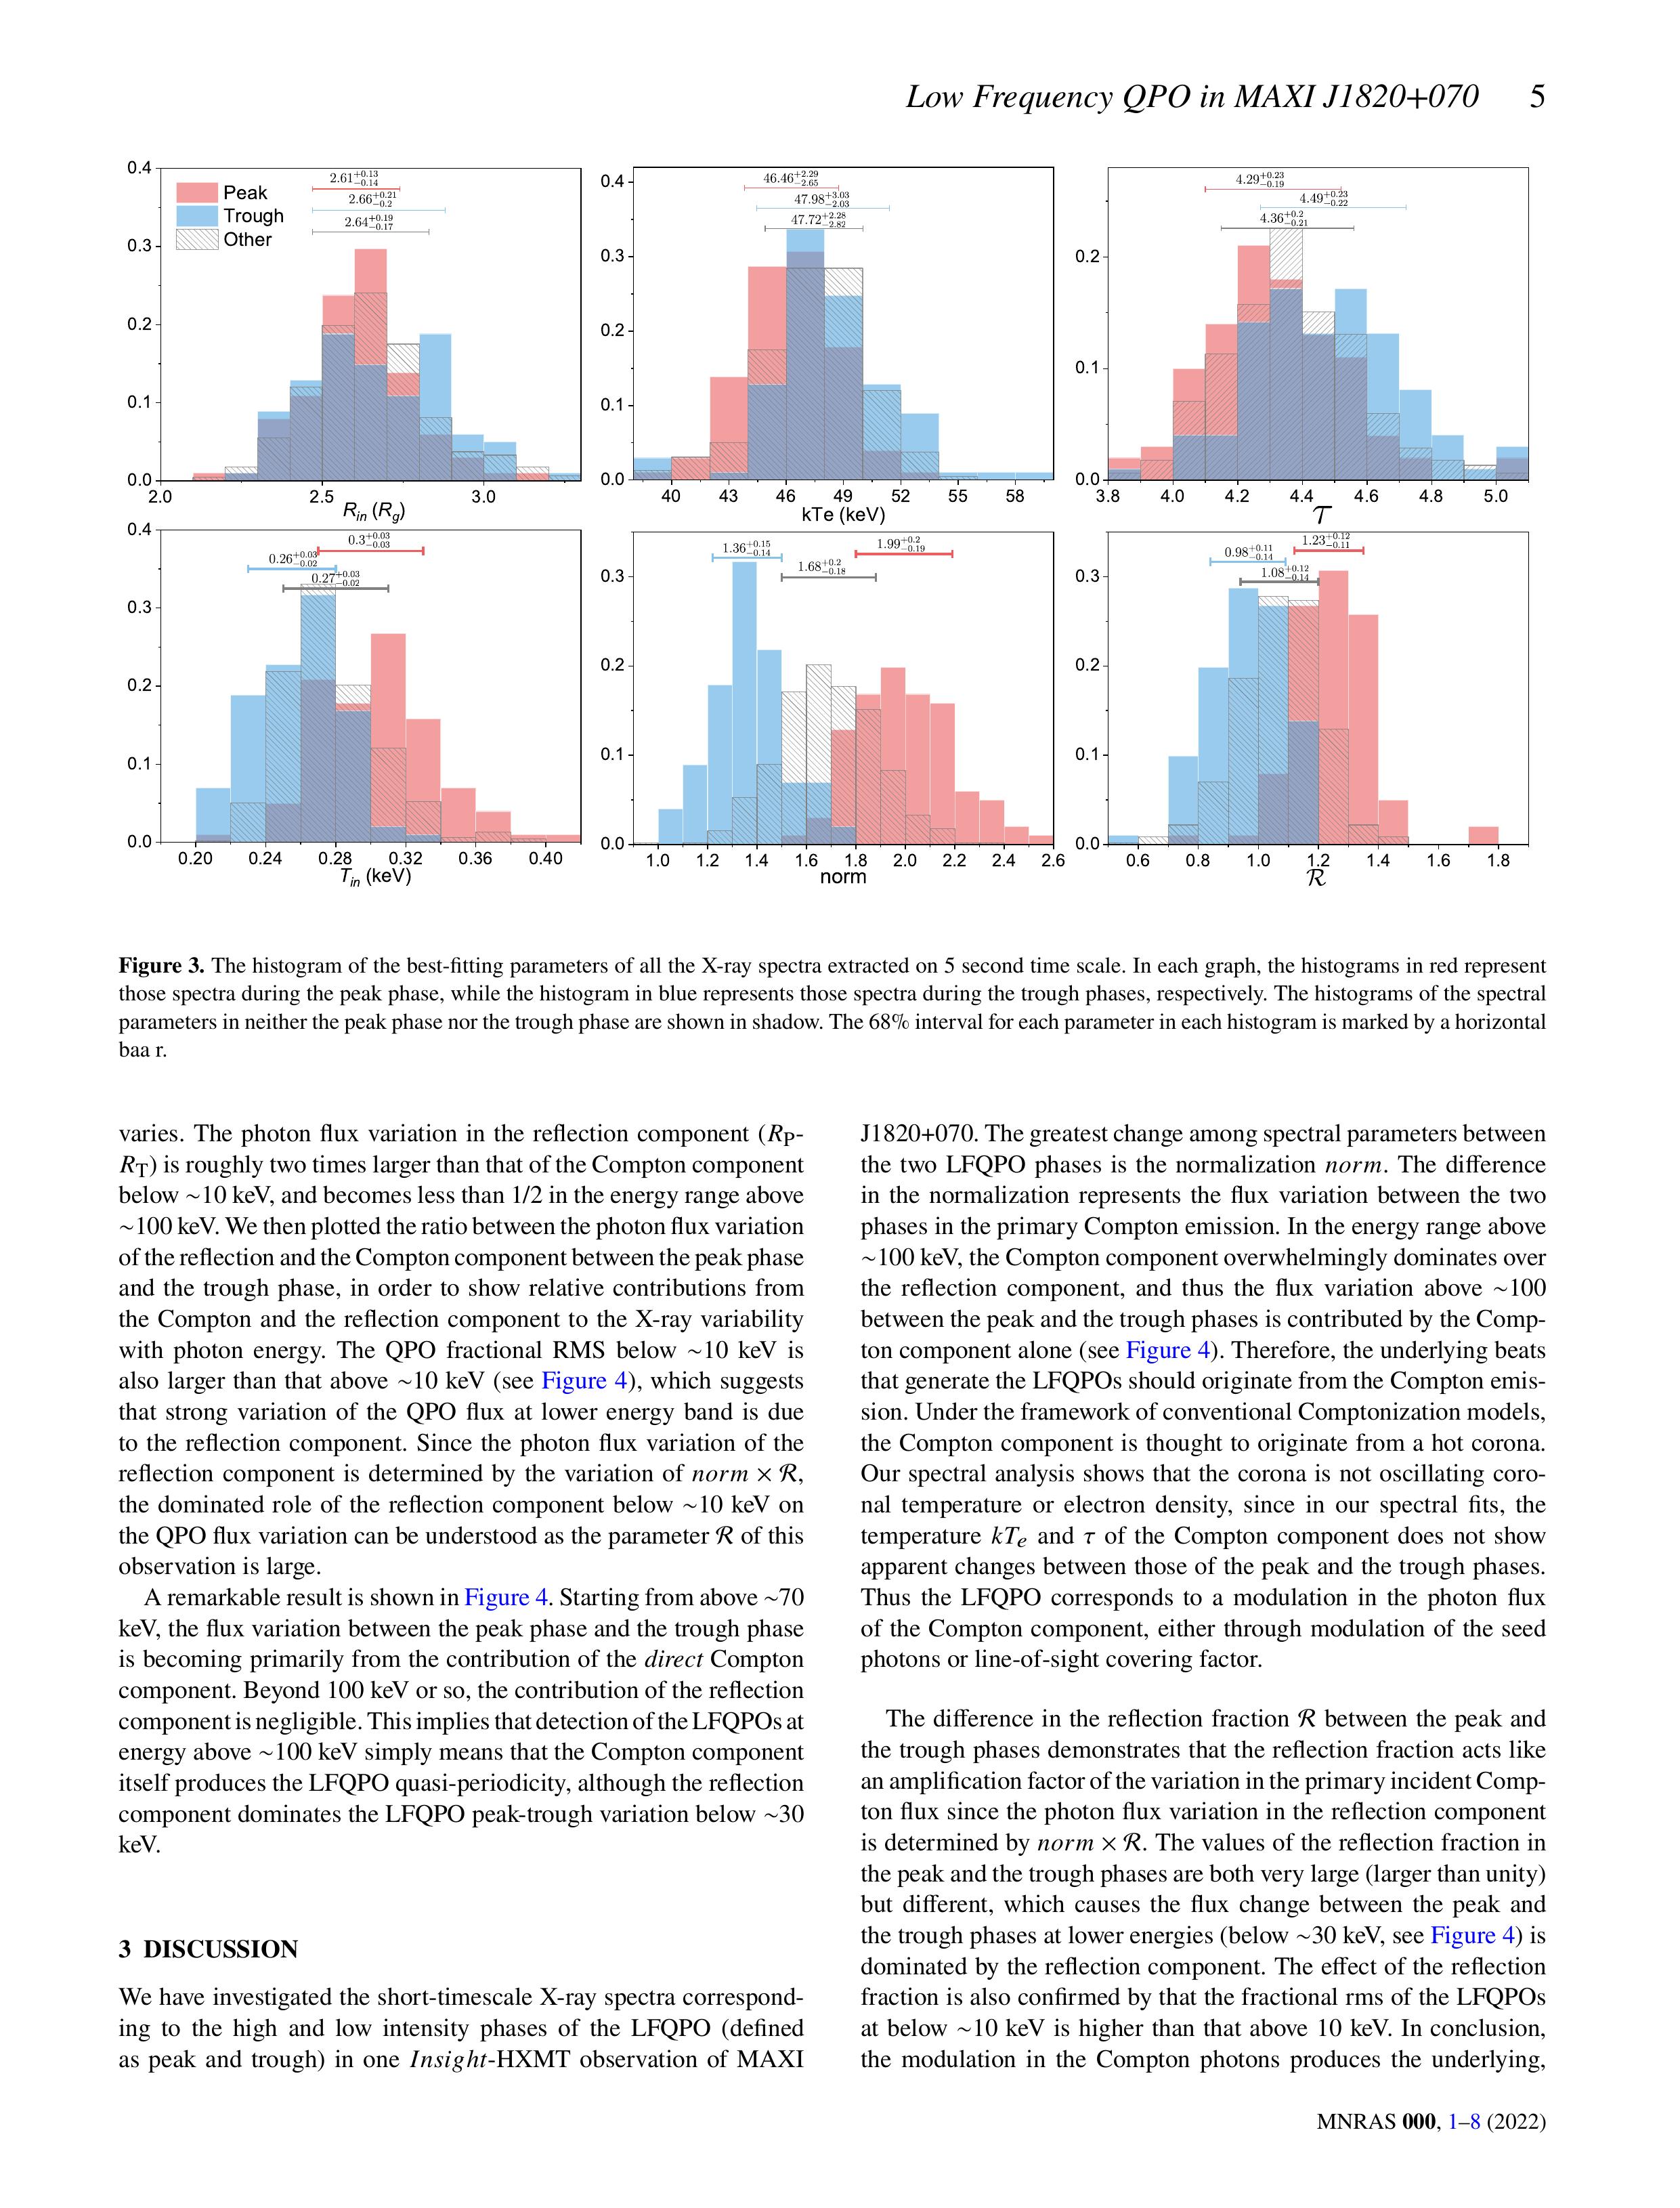 Low Frequency QPO in MAXI J1820+070 5
0.4
0.3
0.2
0.1
0.0
2.0 2.5 3.0
R_in (R_g)
Peak
Trough
Other
2.61^{+0.13}_{-0.14}
2.66^{+0.21}_{-0.2}
2.64^{+0.19}_{-0.17}
0.4
0.3
0.2
0.1
0.0
40 43 46 49 52 55 58
kTe (keV)
46.46^{+2.29}_{-2.65}
47.98^{+3.03}_{-2.03}
47.72^{+2.28}_{-2.82}
0.2
0.1
0.0
3.8 4.0 4.2 4.4 4.6 4.8 5.0
τ
4.29^{+0.23}_{-0.19}
4.49^{+0.23}_{-0.22}
4.36^{+0.2}_{-0.21}
0.4
0.3
0.2
0.1
0.0
0.20 0.24 0.28 0.32 0.36 0.40
T_in (keV)
0.3^{+0.03}_{-0.03}
0.26^{+0.03}_{-0.02}
0.27^{+0.03}_{-0.02}
0.3
0.2
0.1
0.0
1.0 1.2 1.4 1.6 1.8 2.0 2.2 2.4 2.6
norm
1.36^{+0.15}_{-0.14}
1.99^{+0.2}_{-0.19}
1.68^{+0.2}_{-0.18}
0.3
0.2
0.1
0.0
0.6 0.8 1.0 1.2 1.4 1.6 1.8
ℛ
1.23^{+0.12}_{-0.11}
0.98^{+0.11}_{-0.14}
1.08^{+0.12}_{-0.14}
Figure 3. The histogram of the best-fitting parameters of all the X-ray spectra extracted on 5 second time scale. In each graph, the histograms in red represent
those spectra during the peak phase, while the histogram in blue represents those spectra during the trough phases, respectively. The histograms of the spectral
parameters in neither the peak phase nor the trough phase are shown in shadow. The 68% interval for each parameter in each histogram is marked by a horizontal
baa r.
varies. The photon flux variation in the reflection component (R_P-
R_T) is roughly two times larger than that of the Compton component
below ~10 keV, and becomes less than 1/2 in the energy range above
~100 keV. We then plotted the ratio between the photon flux variation
of the reflection and the Compton component between the peak phase
and the trough phase, in order to show relative contributions from
the Compton and the reflection component to the X-ray variability
with photon energy. The QPO fractional RMS below ~10 keV is
also larger than that above ~10 keV (see Figure 4), which suggests
that strong variation of the QPO flux at lower energy band is due
to the reflection component. Since the photon flux variation of the
reflection component is determined by the variation of norm × ℛ,
the dominated role of the reflection component below ~10 keV on
the QPO flux variation can be understood as the parameter ℛ of this
observation is large.
A remarkable result is shown in Figure 4. Starting from above ~70
keV, the flux variation between the peak phase and the trough phase
is becoming primarily from the contribution of the direct Compton
component. Beyond 100 keV or so, the contribution of the reflection
component is negligible. This implies that detection of the LFQPOs at
energy above ~100 keV simply means that the Compton component
itself produces the LFQPO quasi-periodicity, although the reflection
component dominates the LFQPO peak-trough variation below ~30
keV.
3 DISCUSSION
We have investigated the short-timescale X-ray spectra correspond-
ing to the high and low intensity phases of the LFQPO (defined
as peak and trough) in one Insight-HXMT observation of MAXI
J1820+070. The greatest change among spectral parameters between
the two LFQPO phases is the normalization norm. The difference
in the normalization represents the flux variation between the two
phases in the primary Compton emission. In the energy range above
~100 keV, the Compton component overwhelmingly dominates over
the reflection component, and thus the flux variation above ~100
between the peak and the trough phases is contributed by the Comp-
ton component alone (see Figure 4). Therefore, the underlying beats
that generate the LFQPOs should originate from the Compton emis-
sion. Under the framework of conventional Comptonization models,
the Compton component is thought to originate from a hot corona.
Our spectral analysis shows that the corona is not oscillating coro-
nal temperature or electron density, since in our spectral fits, the
temperature kT_e and τ of the Compton component does not show
apparent changes between those of the peak and the trough phases.
Thus the LFQPO corresponds to a modulation in the photon flux
of the Compton component, either through modulation of the seed
photons or line-of-sight covering factor.
The difference in the reflection fraction ℛ between the peak and
the trough phases demonstrates that the reflection fraction acts like
an amplification factor of the variation in the primary incident Comp-
ton flux since the photon flux variation in the reflection component
is determined by norm × ℛ. The values of the reflection fraction in
the peak and the trough phases are both very large (larger than unity)
but different, which causes the flux change between the peak and
the trough phases at lower energies (below ~30 keV, see Figure 4) is
dominated by the reflection component. The effect of the reflection
fraction is also confirmed by that the fractional rms of the LFQPOs
at below ~10 keV is higher than that above 10 keV. In conclusion,
the modulation in the Compton photons produces the underlying,
MNRAS 000, 1–8 (2022)